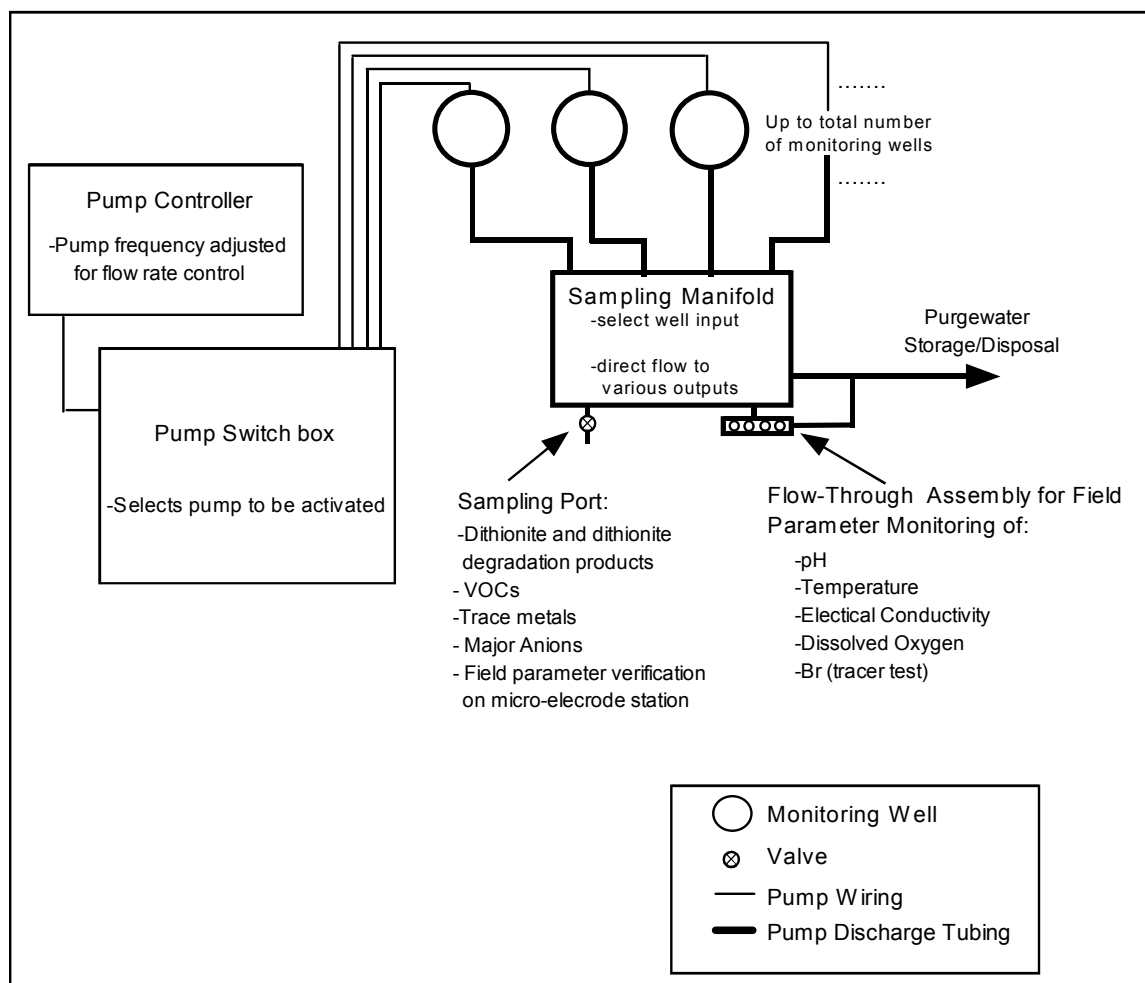 .......
Up to total number
of monitoring wells
.......
Pump Controller
-Pump frequency adjusted
for flow rate control
Sampling Manifold
-select well input
-direct flow to
various outputs
Purgewater
Storage/Disposal
Pump Switch box
-Selects pump to be activated
Sampling Port:
-Dithionite and dithionite
degradation products
- VOCs
-Trace metals
- Major Anions
- Field parameter verification
on micro-elecrode station
Flow-Through Assembly for Field
Parameter Monitoring of:
-pH
-Temperature
-Electical Conductivity
-Dissolved Oxygen
-Br (tracer test)
Monitoring Well
Valve
Pump Wiring
Pump Discharge Tubing